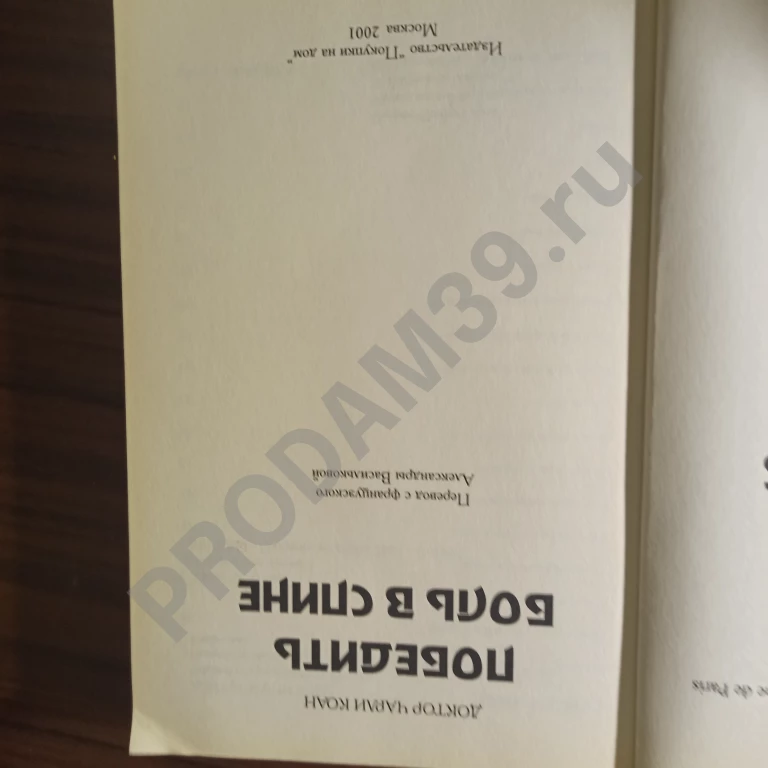 ДОКТОР ЧАРЛИ КОАН
ПОБЕДИТЬ
БОЛЬ В СПИНЕ
Перевод с французского
Александры Васильковой
Издательство "Покупки на дом"
Москва 2001
de Paris
PRODAM39.ru